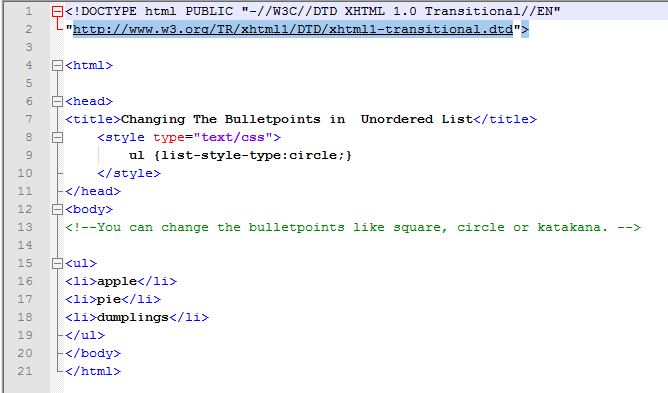 1 <!DOCTYPE html PUBLIC "-//W3C//DTD XHTML 1.0 Transitional//EN"
2 "http://www.w3.org/TR/xhtml1/DTD/xhtml1-transitional.dtd">
3
4 <html>
5
6 <head>
7 <title>Changing The Bulletpoints in  Unordered List</title>
8     <style type="text/css">
9         ul {list-style-type:circle;}
10     </style>
11 </head>
12 <body>
13 <!--You can change the bulletpoints like square, circle or katakana. -->
14
15 <ul>
16 <li>apple</li>
17 <li>pie</li>
18 <li>dumplings</li>
19 </ul>
20 </body>
21 </html>